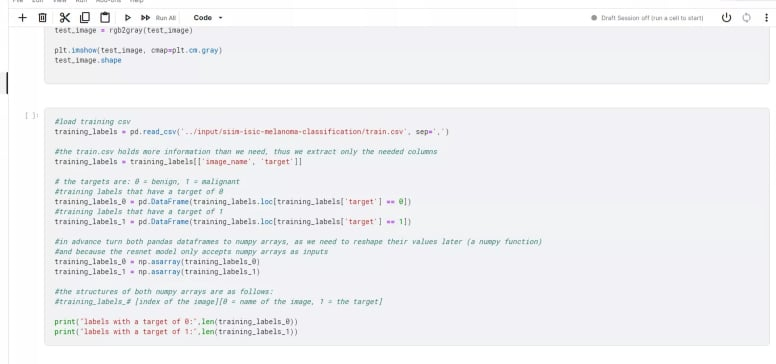 File Edit View Run Add-ons Help
Run All Code Draft Session off (run a cell to start)
test_image = rgb2gray(test_image)
plt.imshow(test_image, cmap=plt.cm.gray)
test_image.shape
[ ]:
#load training csv
training_labels = pd.read_csv('../input/siim-isic-melanoma-classification/train.csv', sep=',')
#the train.csv holds more information than we need, thus we extract only the needed columns
training_labels = training_labels[['image_name', 'target']]
# the targets are: 0 = benign, 1 = malignant
#training labels that have a target of 0
training_labels_0 = pd.DataFrame(training_labels.loc[training_labels['target'] == 0])
#training labels that have a target of 1
training_labels_1 = pd.DataFrame(training_labels.loc[training_labels['target'] == 1])
#in advance turn both pandas dataframes to numpy arrays, as we need to reshape their values later (a numpy function)
#and because the resnet model only accepts numpy arrays as inputs
training_labels_0 = np.asarray(training_labels_0)
training_labels_1 = np.asarray(training_labels_1)
#the structures of both numpy arrays are as follows:
#training_labels_# [index of the image][0 = name of the image, 1 = the target]
print("labels with a target of 0:",len(training_labels_0))
print("labels with a target of 1:",len(training_labels_1))